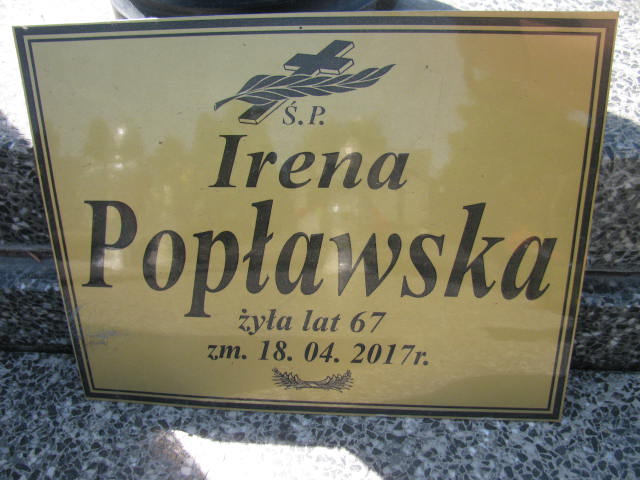 Ś.P.
Irena
Popławska
żyła lat 67
zm. 18. 04. 2017r.